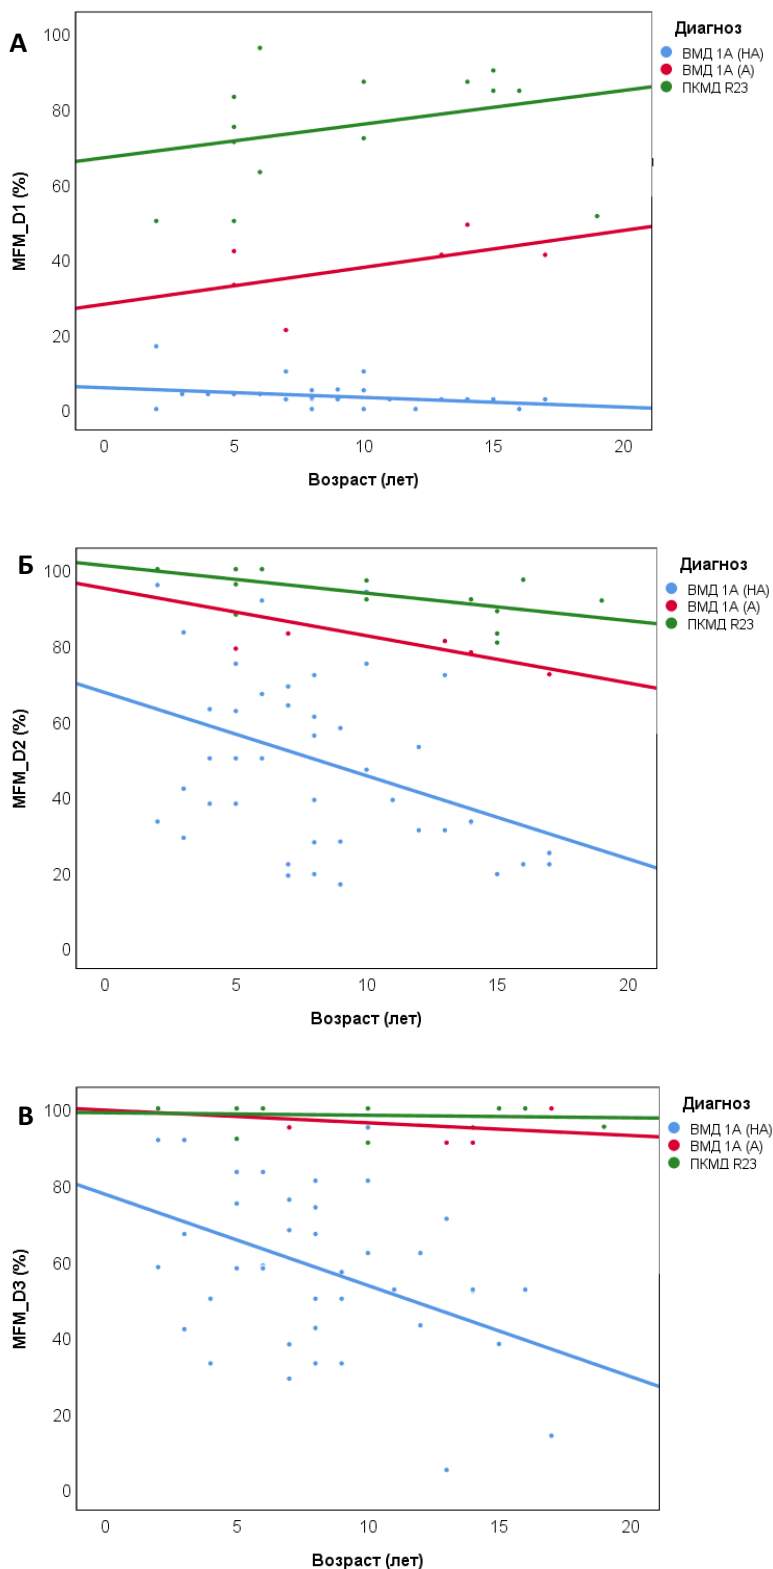 А
Диагноз
ВМД 1А (НА)
ВМД 1А (А)
ПКМД R23
MFM_D1 (%)
100
80
60
40
20
0
0 5 10 15 20
Возраст (лет)
Б
Диагноз
ВМД 1А (НА)
ВМД 1А (А)
ПКМД R23
MFM_D2 (%)
100
80
60
40
20
0
0 5 10 15 20
Возраст (лет)
В
Диагноз
ВМД 1А (НА)
ВМД 1А (А)
ПКМД R23
MFM_D3 (%)
100
80
60
40
20
0
0 5 10 15 20
Возраст (лет)